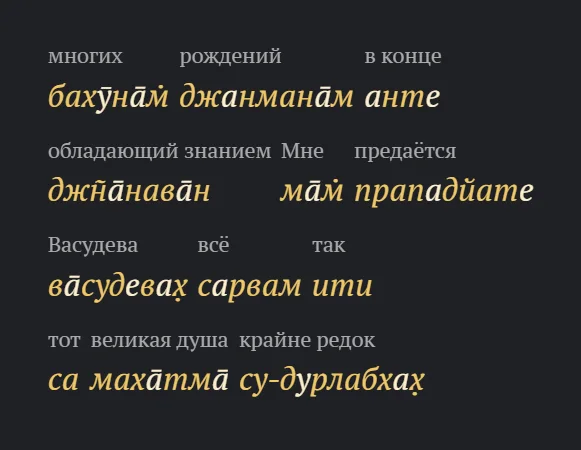 многих рождений в конце
бахӯна̄м̇ джанмана̄м анте
обладающий знанием Мне предаётся
джн̃а̄нава̄н ма̄м̇ прападйате
Васудева всё так
ва̄судевах̣ сарвам ити
тот великая душа крайне редок
са маха̄тма̄ су-дурлабхах̣